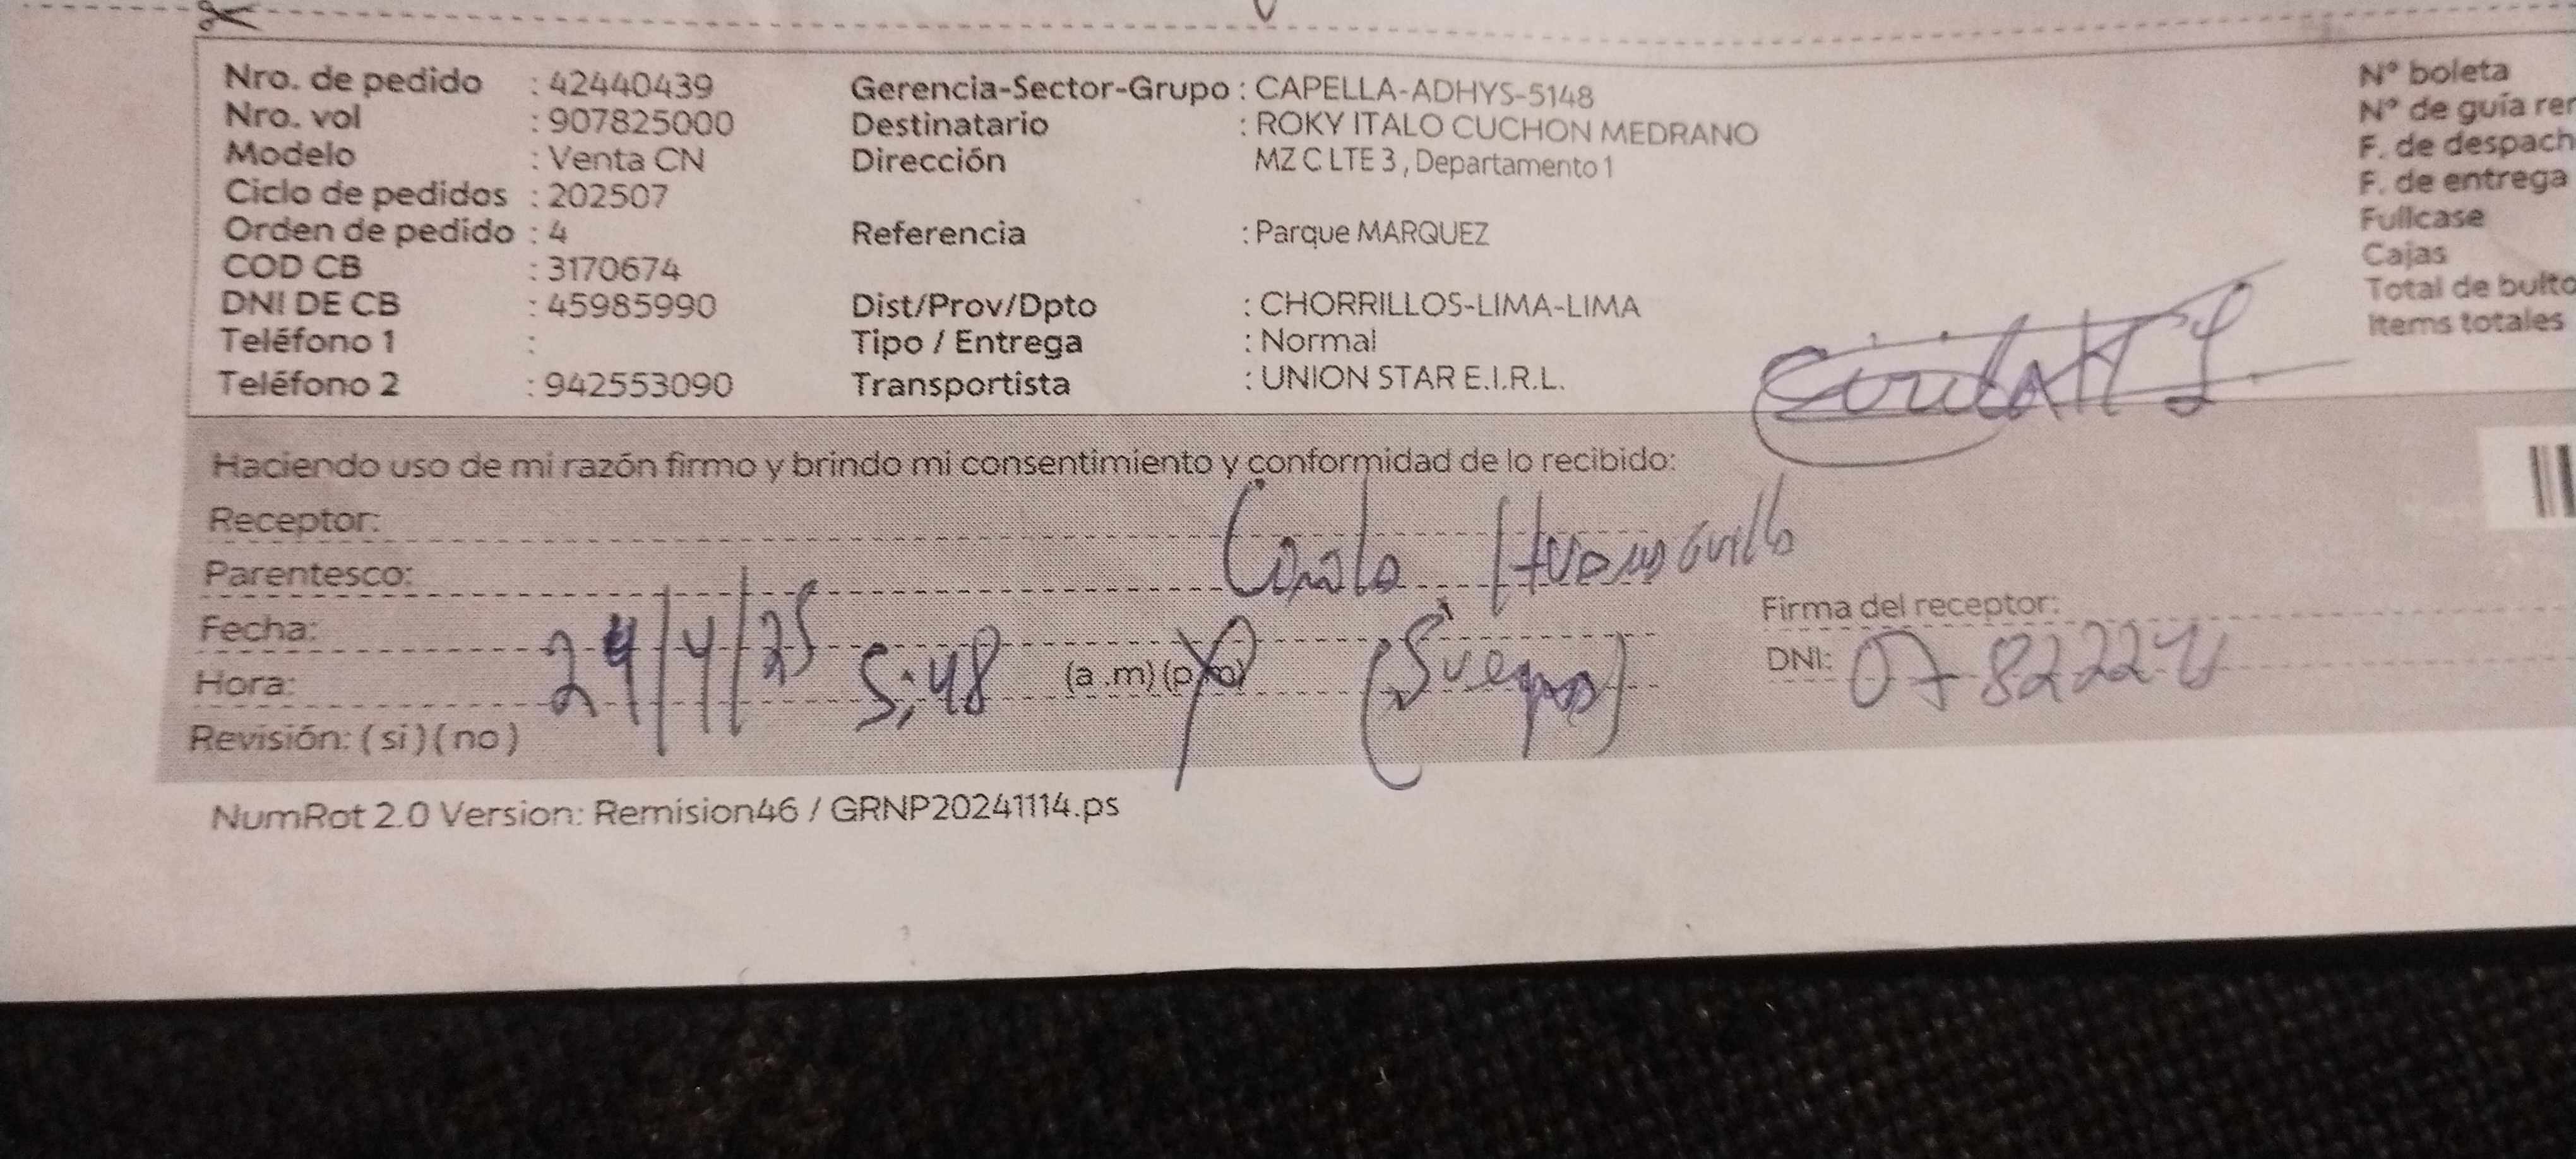 Nro. de pedido : 42440439 Gerencia-Sector-Grupo : CAPELLA-ADHYS-5148 N° boleta
Nro. vol : 907825000 Destinatario : ROKY ITALO CUCHON MEDRANO N° de guía
Modelo : Venta CN Dirección MZ C LTE 3 , Departamento 1 F. de
Ciclo de pedidos : 202507 F. de entrega
Orden de pedido : 4 Referencia : Parque MARQUEZ Fullcase
COD CB : 3170674 Cajas
DNI DE CB : 45985990 Dist/Prov/Dpto : CHORRILLOS-LIMA-LIMA Total de
Teléfono 1 : Tipo / Entrega : Normal Items totales
Teléfono 2 : 942553090 Transportista : UNION STAR E.I.R.L.
Haciendo uso de mi razón firmo y brindo mi consentimiento y conformidad de lo recibido:
Receptor:
Parentesco:
Fecha: 24/4/25 Firma del receptor:
Hora: 5:48 (a .m) (p.m) (Suegra) DNI:
Revisión: ( si ) ( no )
NumRot 2.0 Version: Remision46 / GRNP20241114.ps